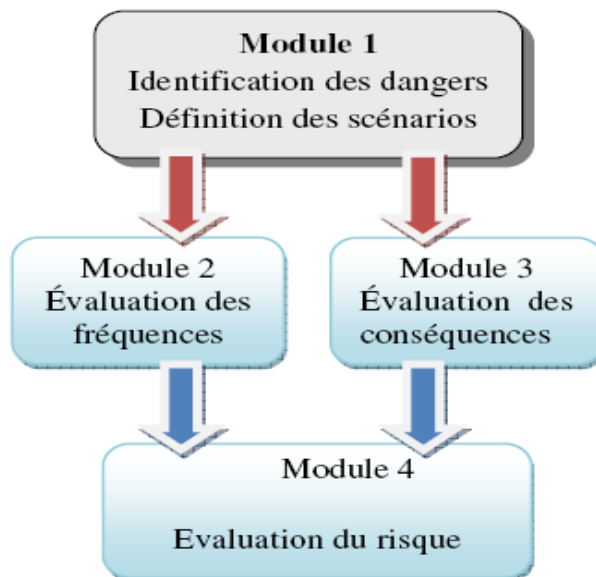 Module 1
Identification des dangers
Définition des scénarios
Module 2
Évaluation des
fréquences
Module 3
Évaluation des
conséquences
Module 4
Evaluation du risque